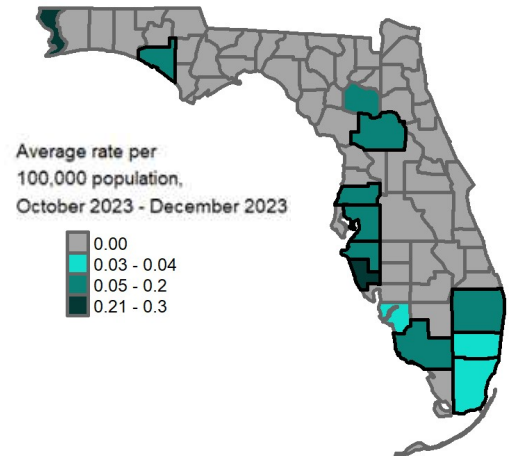 Average rate per
100,000 population,
October 2023 - December 2023
0.00
0.03 - 0.04
0.05 - 0.2
0.21 - 0.3